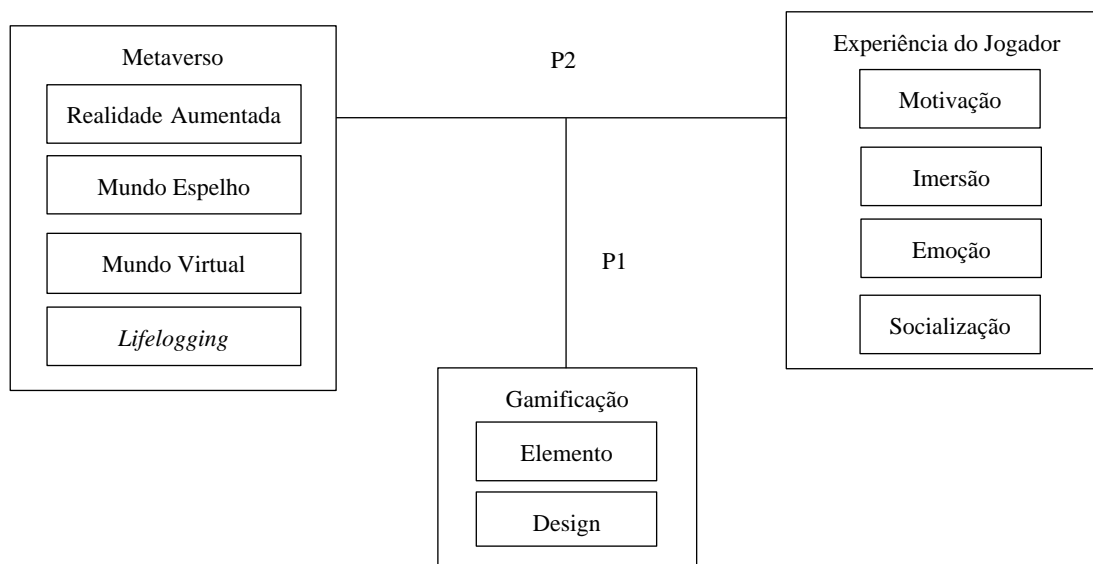 Metaverso
Realidade Aumentada
Mundo Espelho
Mundo Virtual
Lifelogging
P2
P1
Experiência do Jogador
Motivação
Imersão
Emoção
Socialização
Gamificação
Elemento
Design